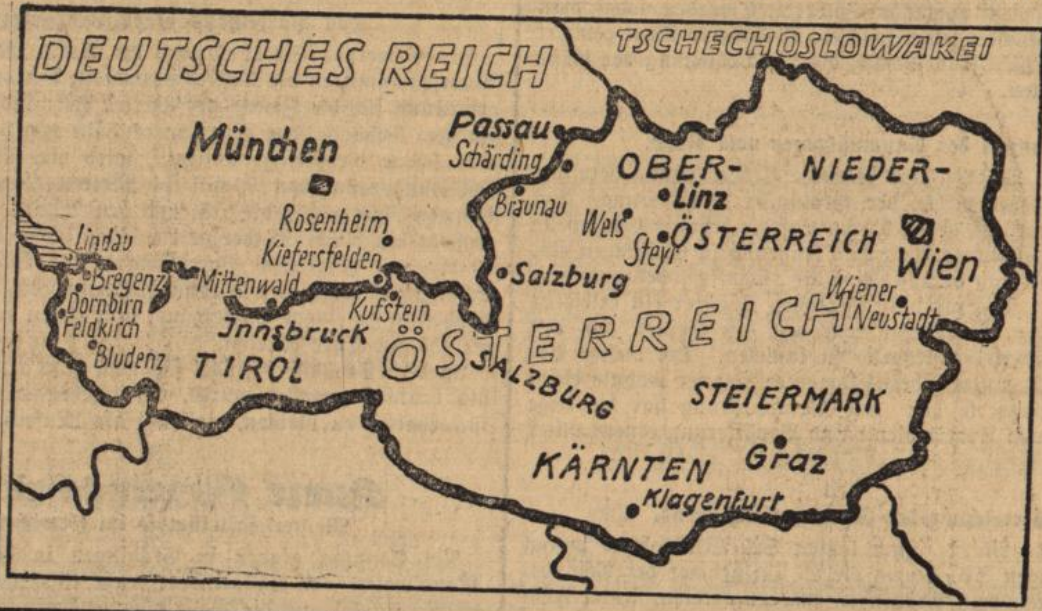 DEUTSCHES REICH
TSCHECHOSLOWAKEI
München
Passau
Schärding
Braunau
OBER-
NIEDER-
Linz
Wels
Steyr
ÖSTERREICH
Wien
Rosenheim
Kiefersfelden
Lindau
Bregenz
Dornbirn
Feldkirch
Bludenz
Mittenwald
Kufstein
Salzburg
Wiener
Neustadt
Innsbruck
TIROL
ÖSTERREICH
SALZBURG
STEIERMARK
KÄRNTEN
Graz
Klagenfurt